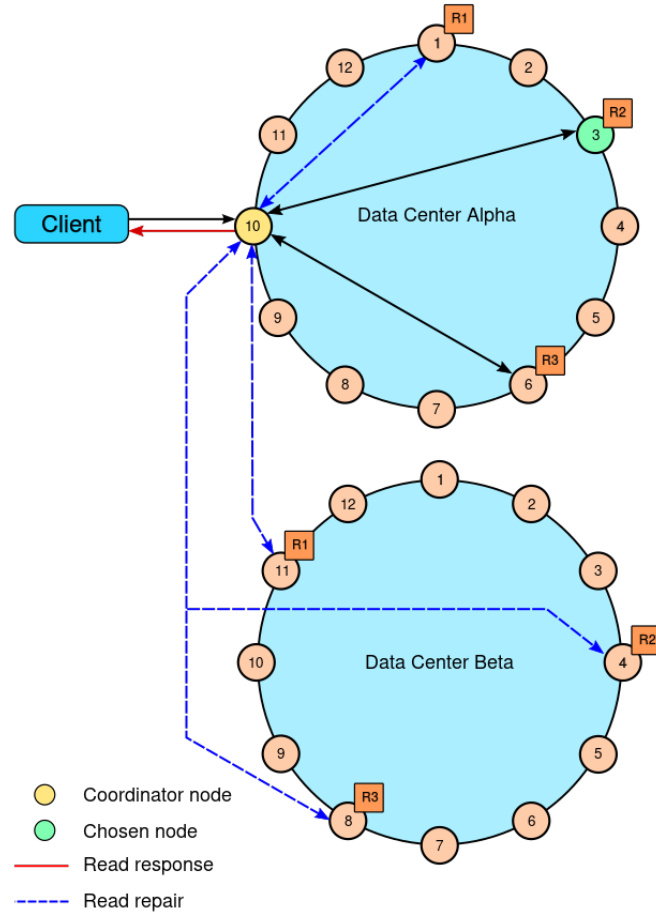 R1
1
12
2
R2
11
3
Client
10
Data Center Alpha
4
9
5
R3
8
6
7
1
12
2
R1
11
3
R2
10
Data Center Beta
4
9
5
R3
8
6
7
Coordinator node
Chosen node
Read response
Read repair